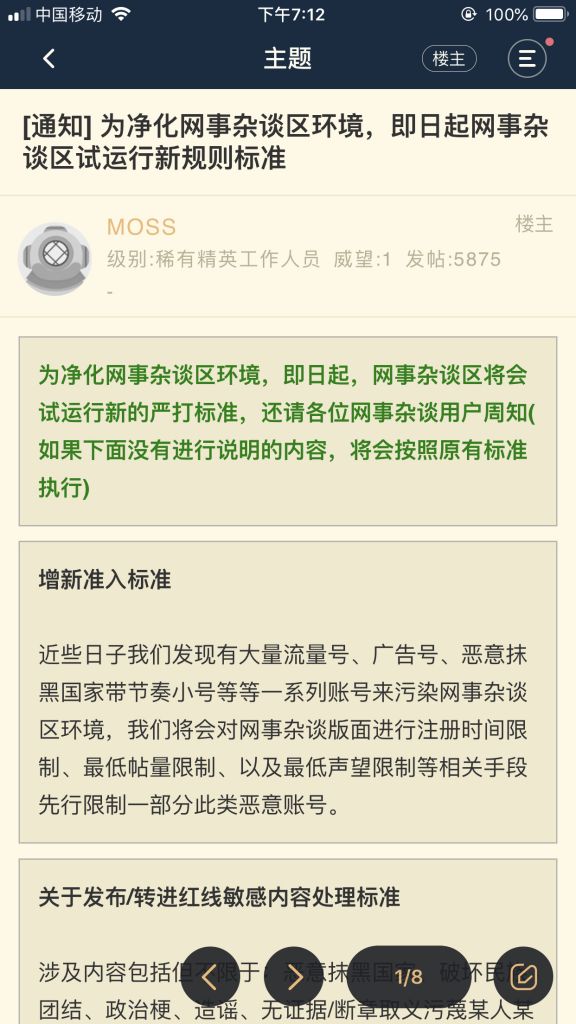 中国移动 下午7:12 100%
主题 楼主
[通知] 为净化网事杂谈区环境，即日起网事杂
谈区试运行新规则标准
MOSS 楼主
级别:稀有精英工作人员 威望:1 发帖:5875
-
为净化网事杂谈区环境，即日起，网事杂谈区将会
试运行新的严打标准，还请各位网事杂谈用户周知(
如果下面没有进行说明的内容，将会按照原有标准
执行)
增新准入标准
近些日子我们发现有大量流量号、广告号、恶意抹
黑国家带节奏小号等等一系列账号来污染网事杂谈
区环境，我们将会对网事杂谈版面进行注册时间限
制、最低帖量限制、以及最低声望限制等相关手段
先行限制一部分此类恶意账号。
关于发布/转进红线敏感内容处理标准
涉及内容包括但不限于：恶意抹黑国家、破坏民族
1/8
团结、政治梗、造谣、无证据/断章取义污蔑某人某